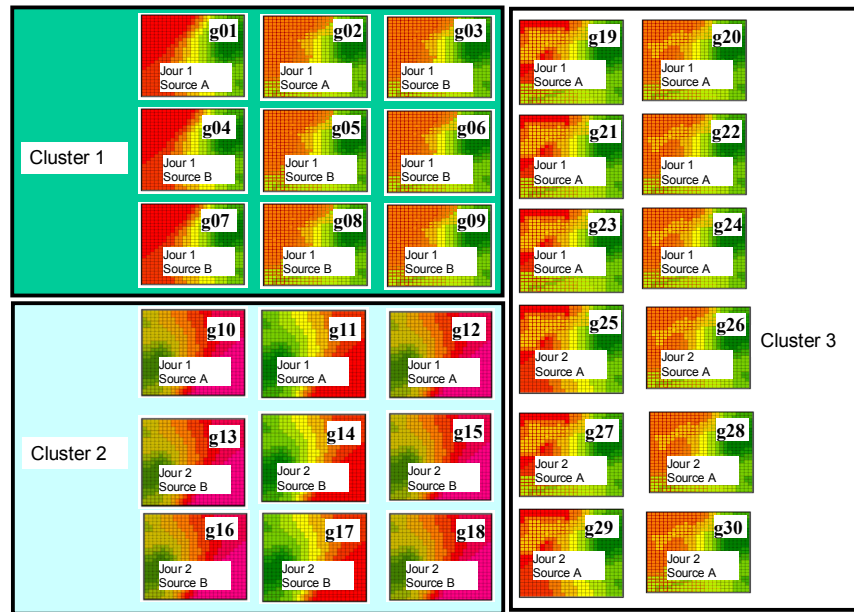 Cluster 1
g01
Jour 1
Source A
g02
Jour 1
Source A
g03
Jour 1
Source B
g04
Jour 1
Source B
g05
Jour 1
Source B
g06
Jour 1
Source B
g07
Jour 1
Source B
g08
Jour 1
Source B
g09
Jour 1
Source B
Cluster 2
g10
Jour 1
Source A
g11
Jour 1
Source A
g12
Jour 1
Source A
g13
Jour 2
Source B
g14
Jour 2
Source B
g15
Jour 2
Source B
g16
Jour 2
Source B
g17
Jour 2
Source B
g18
Jour 2
Source B
g19
Jour 1
Source A
g20
Jour 1
Source A
g21
Jour 1
Source A
g22
Jour 1
Source A
g23
Jour 1
Source A
g24
Jour 1
Source A
g25
Jour 2
Source A
g26
Jour 2
Source A
Cluster 3
g27
Jour 2
Source A
g28
Jour 2
Source A
g29
Jour 2
Source A
g30
Jour 2
Source A